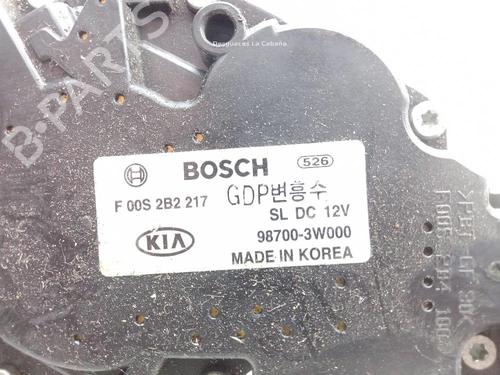 Desguaces La Cabaña
B-PARTS
BOSCH 526
F 00S 2B2 217 GDP변흥수
SL DC 12V
KIA 98700-3W000
MADE IN KOREA